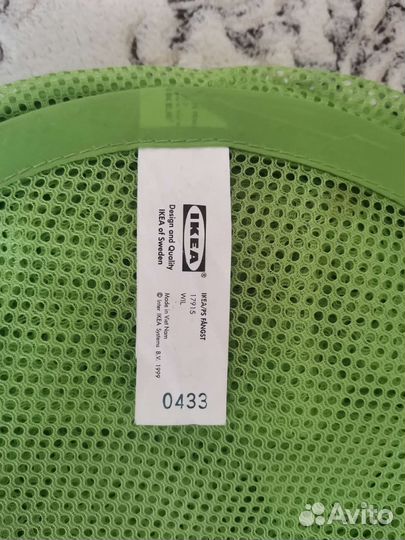 IKEA®
Design and Quality
IKEA of Sweden
IKEA/PS FÅNGST
17915
WIL
Made in Viet Nam
© Inter IKEA Systems B.V. 1999
0433
Avito